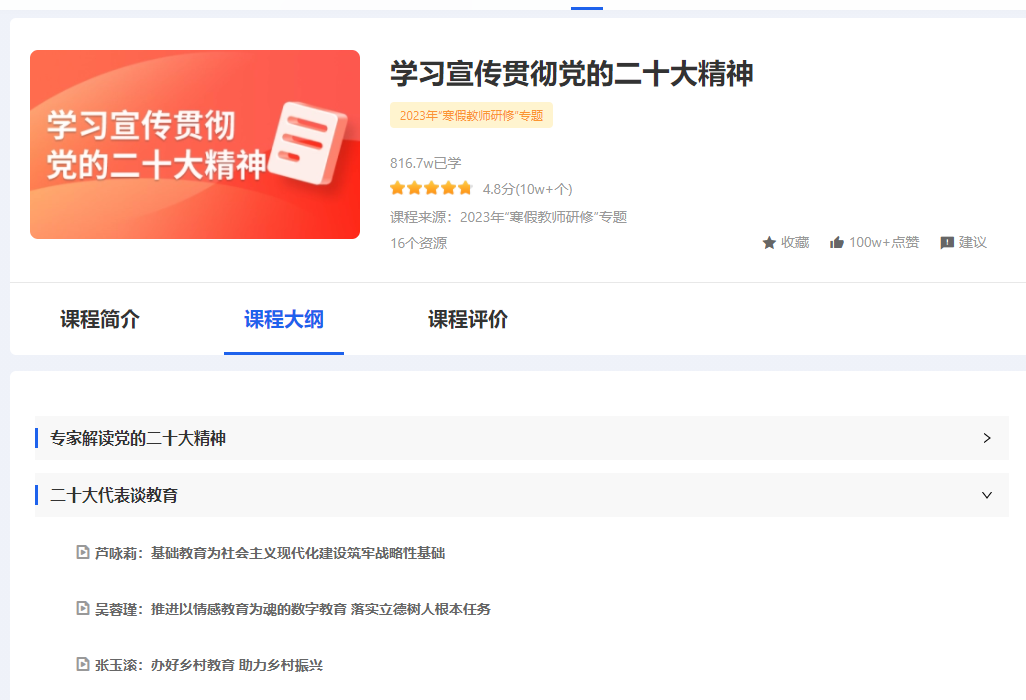 学习宣传贯彻
党的二十大精神
学习宣传贯彻党的二十大精神
2023年“寒假教师研修”专题
816.7w已学
4.8分(10w+个)
课程来源：2023年“寒假教师研修”专题
16个资源
收藏 100w+点赞 建议
课程简介 课程大纲 课程评价
专家解读党的二十大精神
二十大代表谈教育
芦咏莉：基础教育为社会主义现代化建设筑牢战略性基础
吴蓉瑾：推进以情感教育为魂的数字教育 落实立德树人根本任务
张玉滚：办好乡村教育 助力乡村振兴